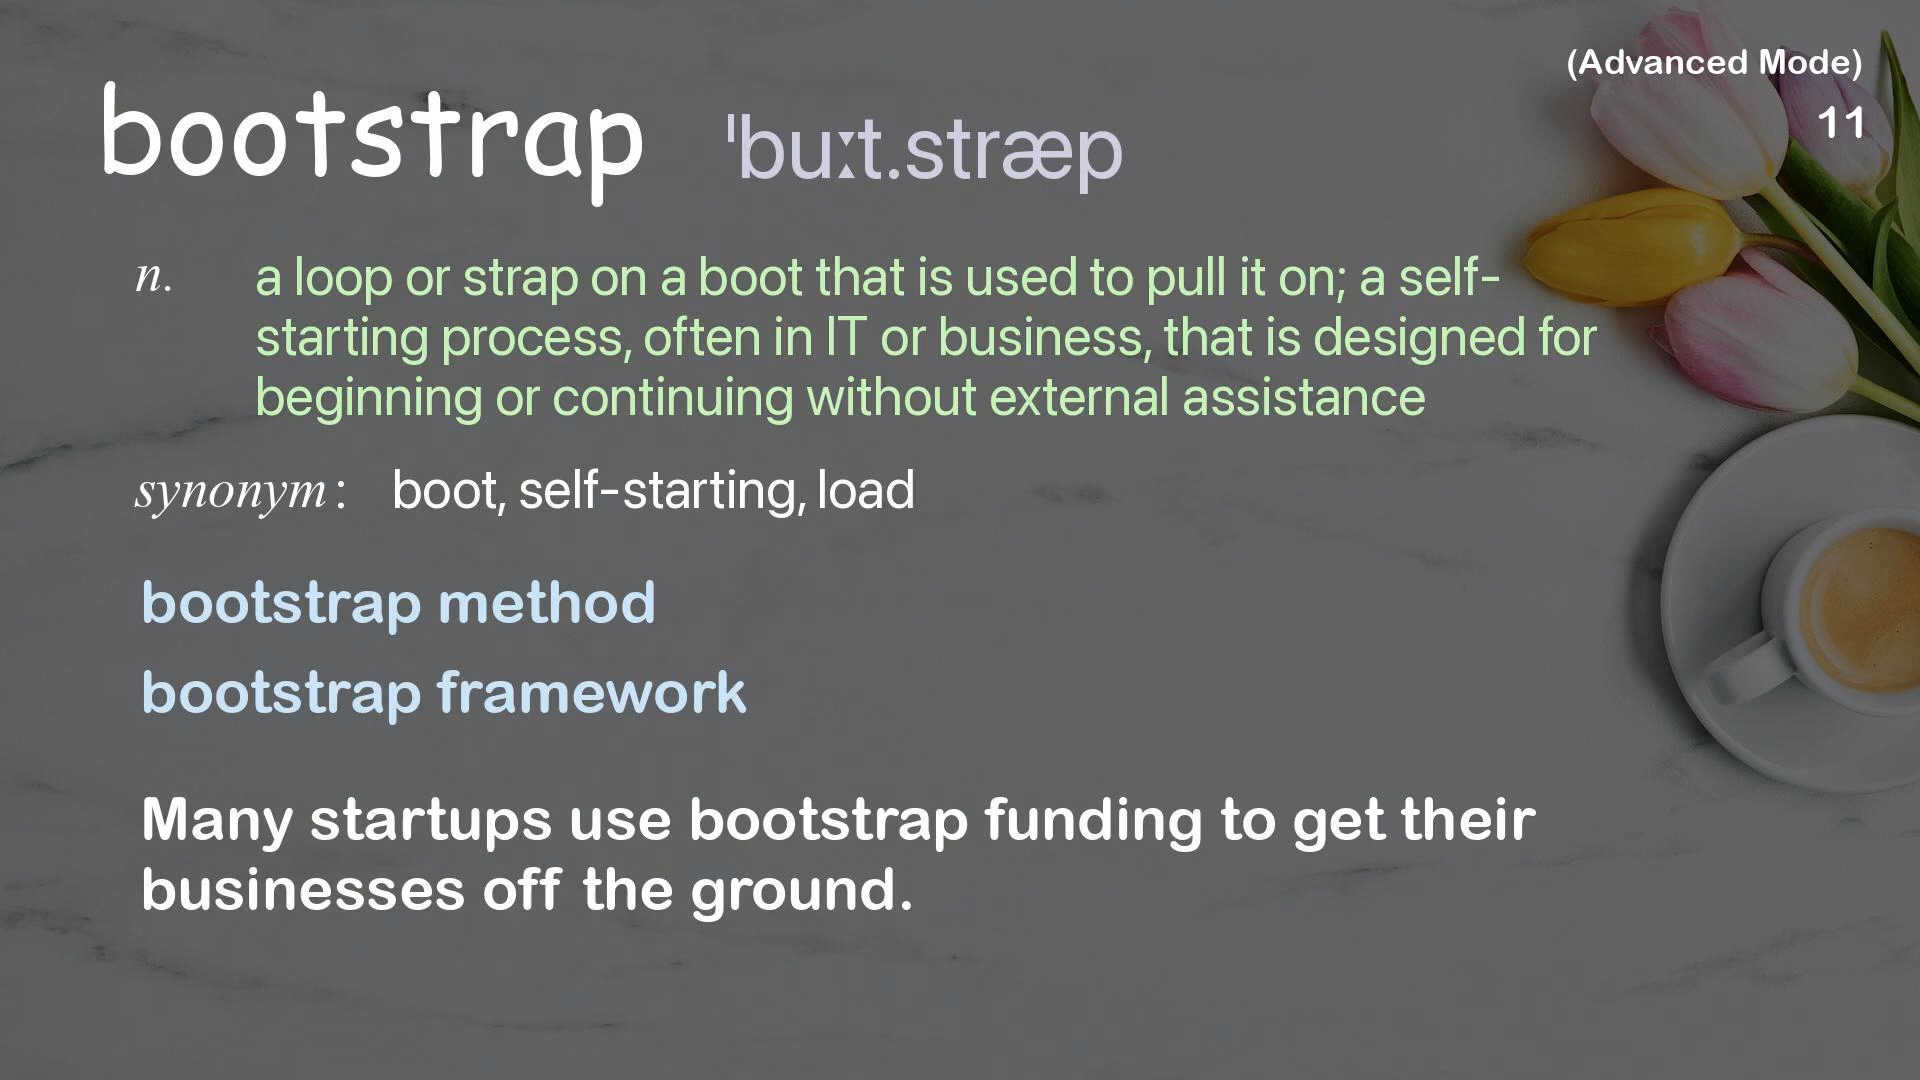 (Advanced Mode)
11
bootstrap ˈbuːt.stræp
n. a loop or strap on a boot that is used to pull it on; a self-
starting process, often in IT or business, that is designed for
beginning or continuing without external assistance
synonym: boot, self-starting, load
bootstrap method
bootstrap framework
Many startups use bootstrap funding to get their
businesses off the ground.